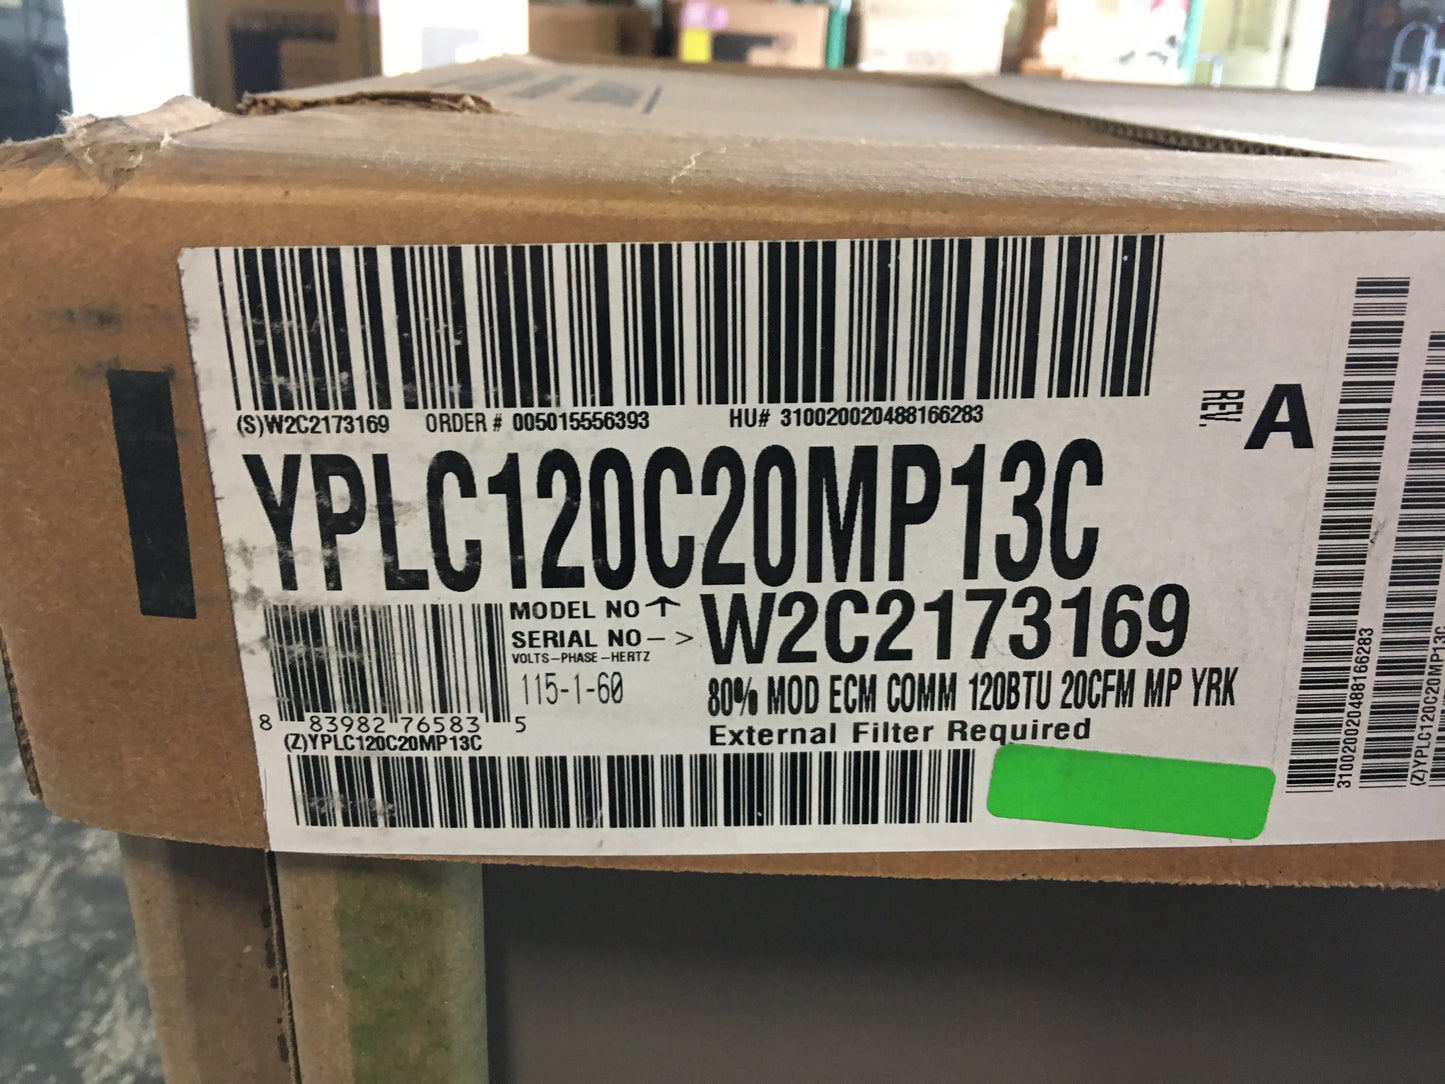 (S)W2C2173169 ORDER # 005015556393 HU# 310020020488166283
REV. A
YPLC120C20MP13C
MODEL NO ↑
SERIAL NO -> W2C2173169
VOLTS-PHASE-HERTZ
115-1-60
80% MOD ECM COMM 120BTU 20CFM MP YRK
External Filter Required
8 83982 76583 5
(Z)YPLC120C20MP13C
310020020488166283
(Z)YPLC120C20MP13C